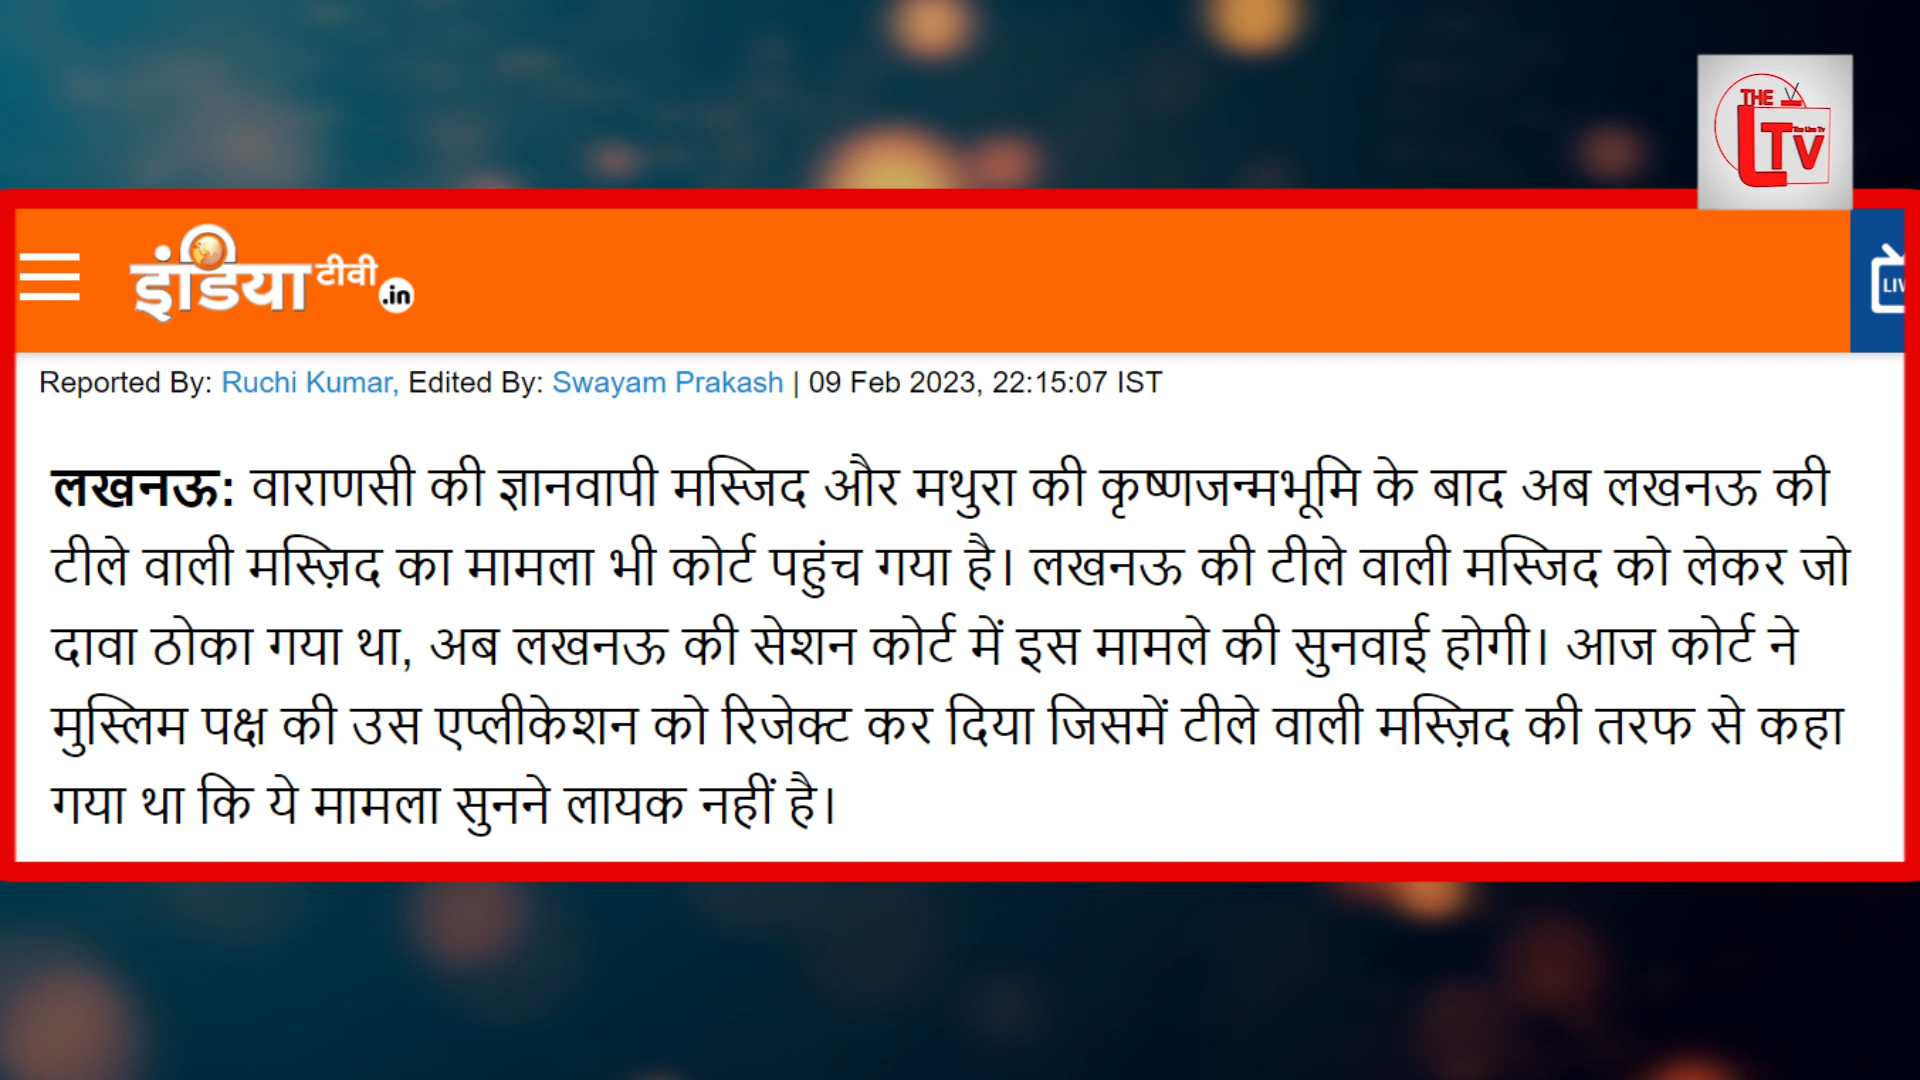 THE
LTV
The Live Tv
इंडिया टीवी .in
LIV
Reported By: Ruchi Kumar, Edited By: Swayam Prakash | 09 Feb 2023, 22:15:07 IST
लखनऊ: वाराणसी की ज्ञानवापी मस्जिद और मथुरा की कृष्णजन्मभूमि के बाद अब लखनऊ की
टीले वाली मस्ज़िद का मामला भी कोर्ट पहुंच गया है। लखनऊ की टीले वाली मस्जिद को लेकर जो
दावा ठोका गया था, अब लखनऊ की सेशन कोर्ट में इस मामले की सुनवाई होगी। आज कोर्ट ने
मुस्लिम पक्ष की उस एप्लीकेशन को रिजेक्ट कर दिया जिसमें टीले वाली मस्ज़िद की तरफ से कहा
गया था कि ये मामला सुनने लायक नहीं है।